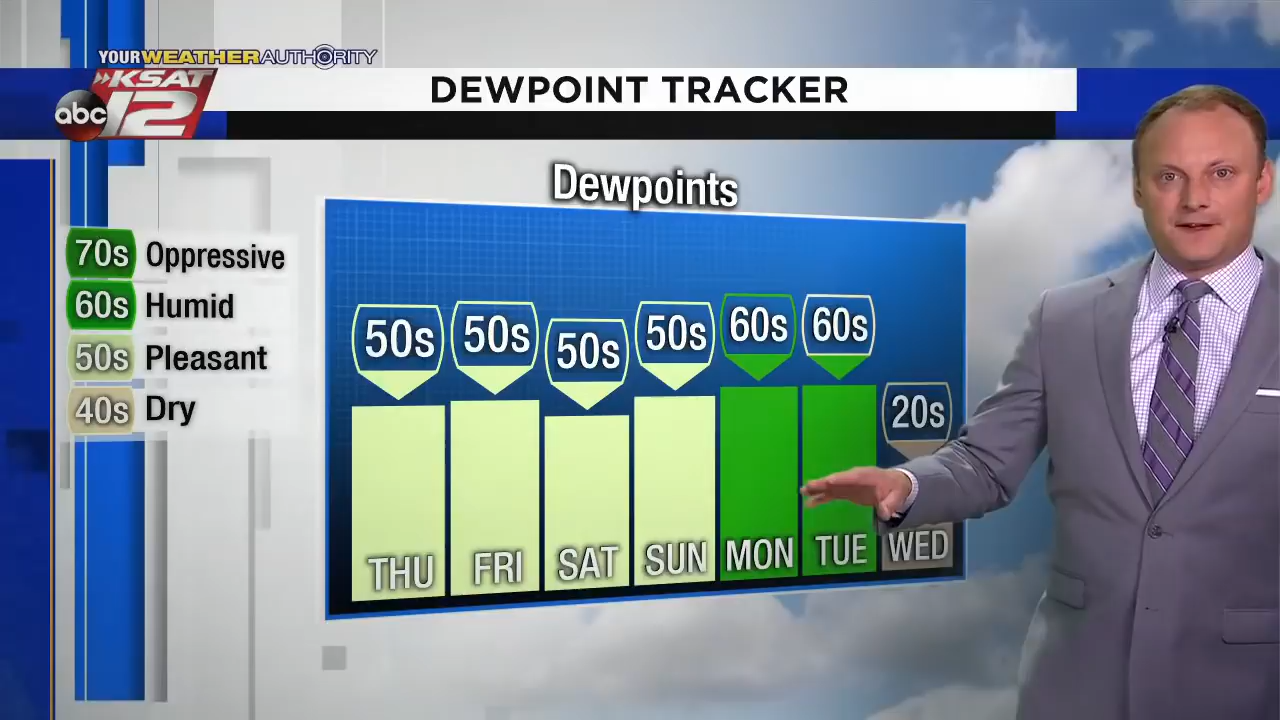 YOUR WEATHER AUTHORITY
KSAT
abc 12
DEWPOINT TRACKER
Dewpoints
70s Oppressive
60s Humid
50s Pleasant
40s Dry
50s 50s 50s 50s 60s 60s 20s
THU FRI SAT SUN MON TUE WED